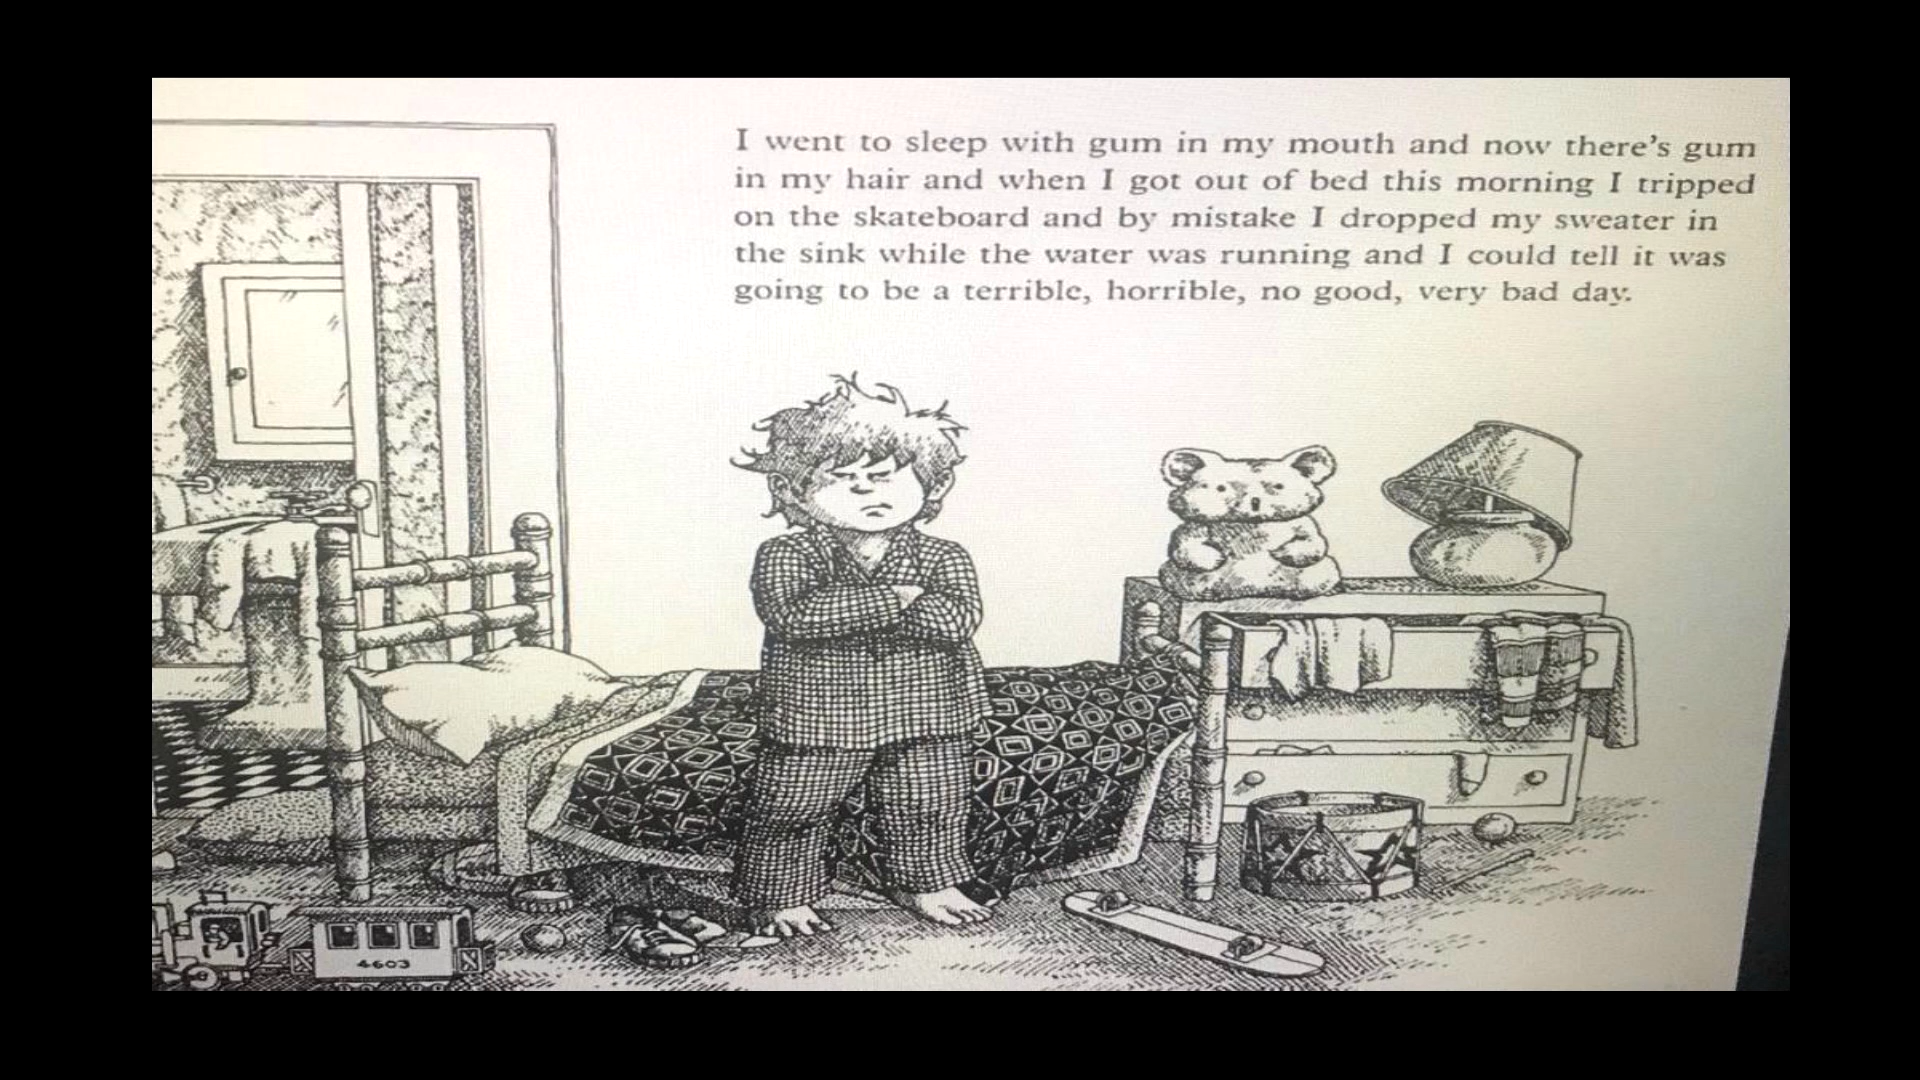 I went to sleep with gum in my mouth and now there's gum
in my hair and when I got out of bed this morning I tripped
on the skateboard and by mistake I dropped my sweater in
the sink while the water was running and I could tell it was
going to be a terrible, horrible, no good, very bad day.
4603